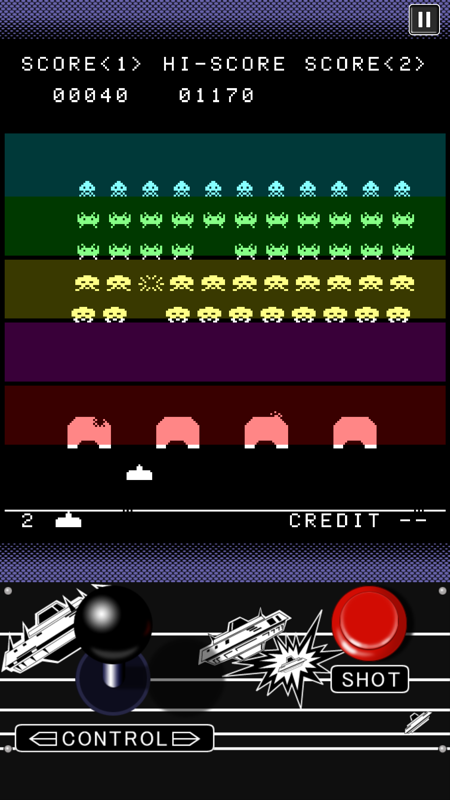 SCORE<1> HI-SCORE SCORE<2>
00040 01170
2 CREDIT --
SHOT
CONTROL